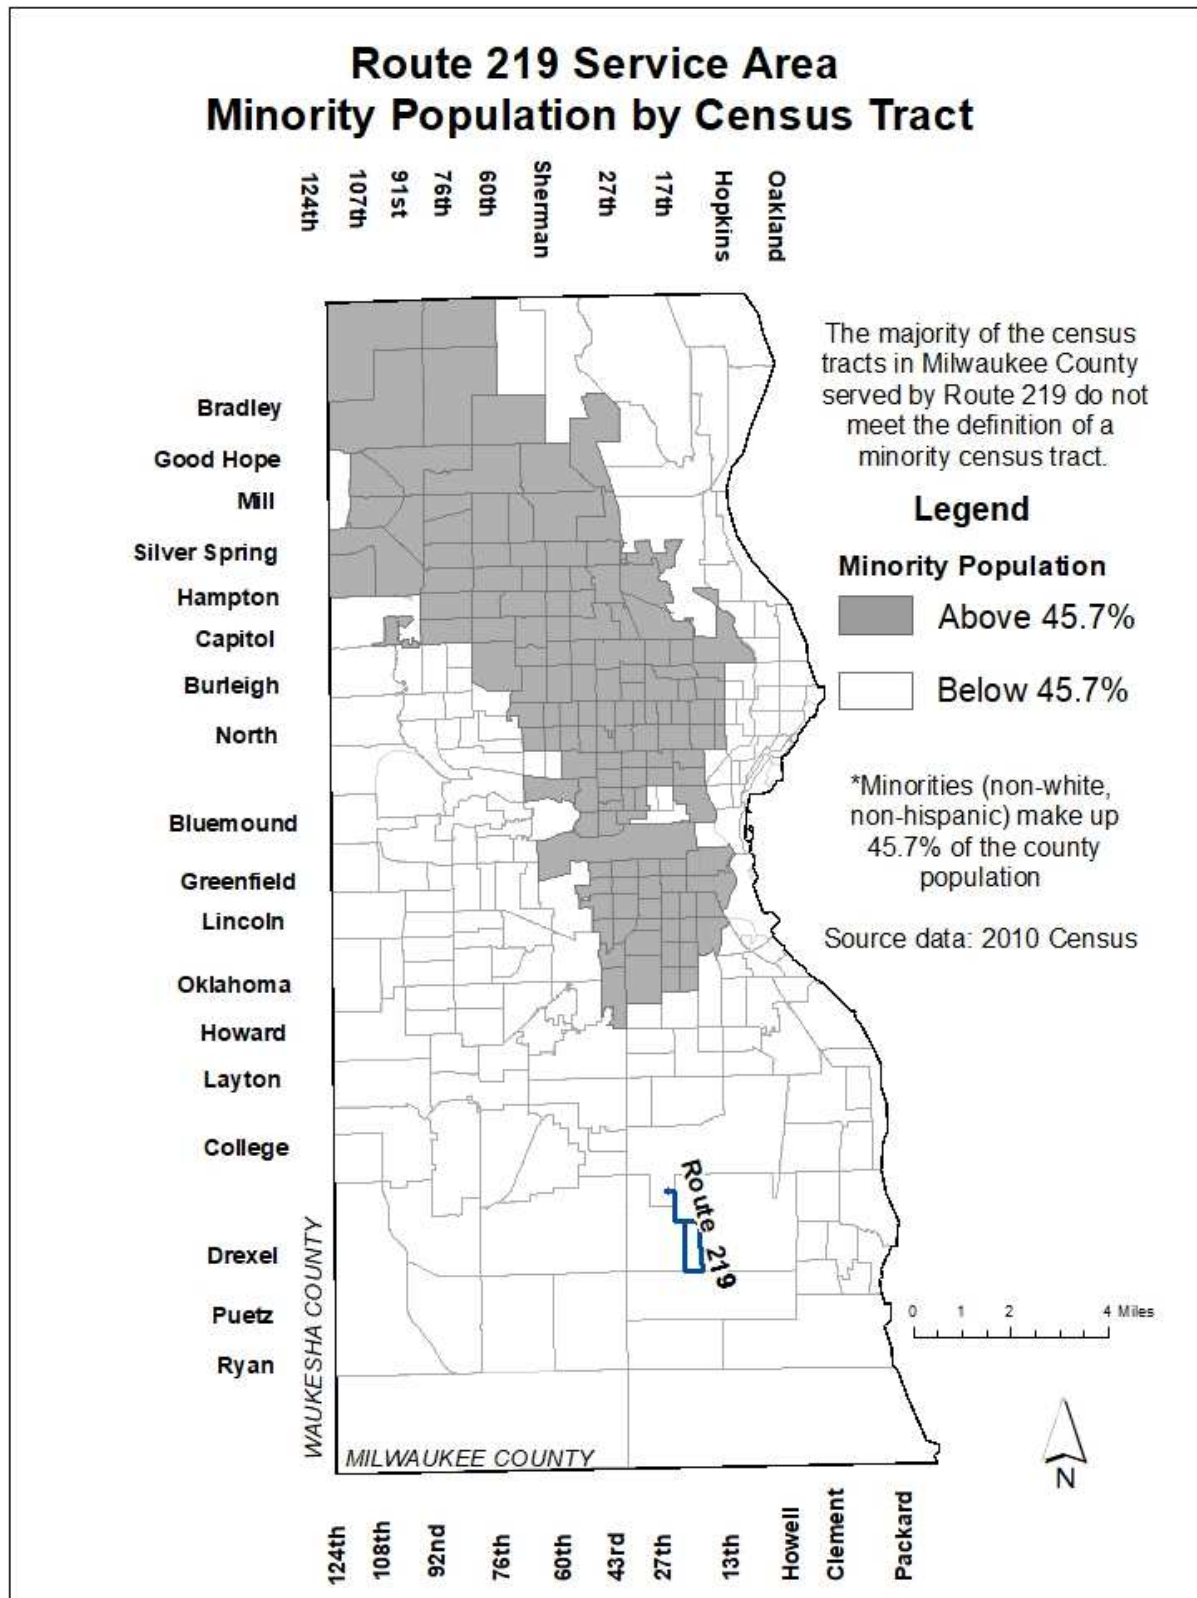 Route 219 Service Area
Minority Population by Census Tract
124th
107th
91st
76th
60th
Sherman
27th
17th
Hopkins
Oakland
The majority of the census
tracts in Milwaukee County
served by Route 219 do not
meet the definition of a
minority census tract.
Legend
Minority Population
Above 45.7%
Below 45.7%
*Minorities (non-white,
non-hispanic) make up
45.7% of the county
population
Source data: 2010 Census
Bradley
Good Hope
Mill
Silver Spring
Hampton
Capitol
Burleigh
North
Bluemound
Greenfield
Lincoln
Oklahoma
Howard
Layton
College
Drexel
Puetz
Ryan
Route 219
WAUKESHA COUNTY
MILWAUKEE COUNTY
0 1 2 4 Miles
N
124th
108th
92nd
76th
60th
43rd
27th
13th
Howell
Clement
Packard